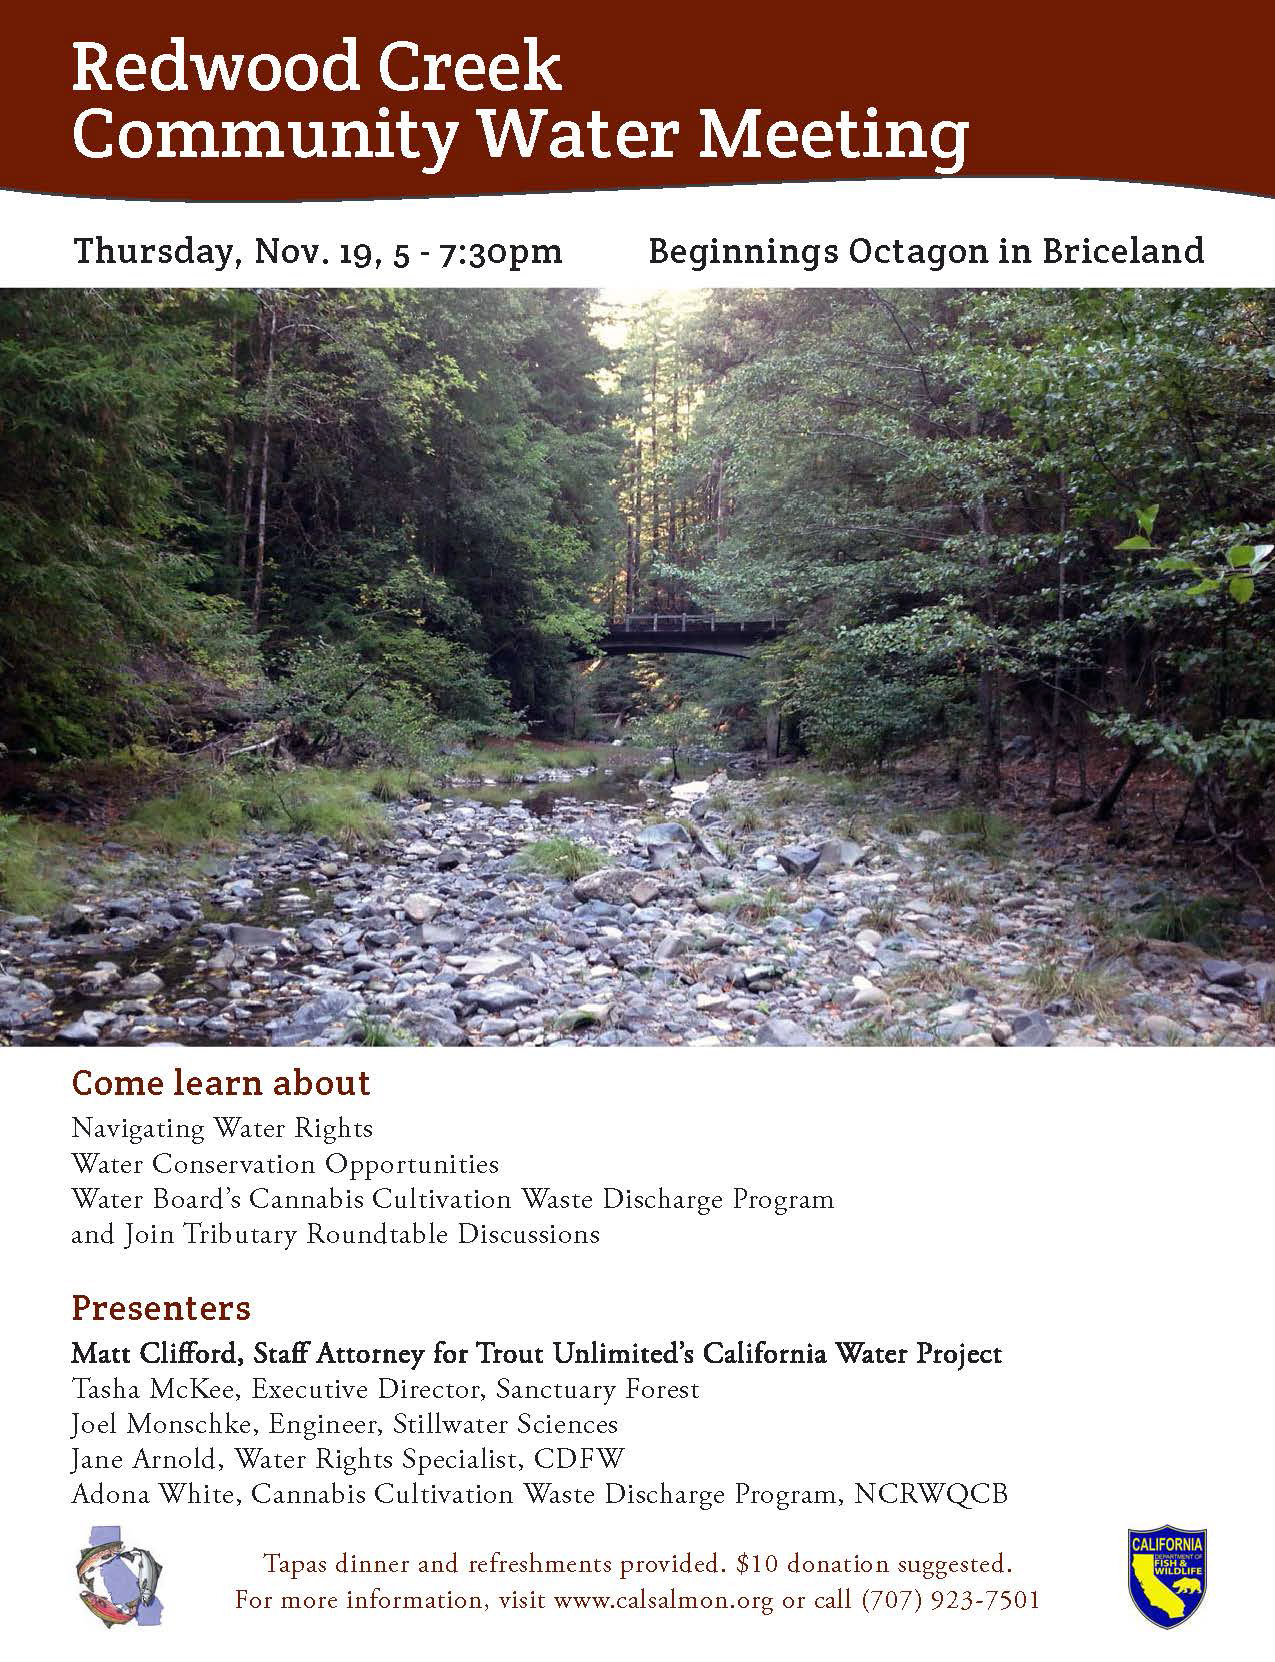 Redwood Creek
Community Water Meeting
Thursday, Nov. 19, 5 - 7:30pm Beginnings Octagon in Briceland
Come learn about
Navigating Water Rights
Water Conservation Opportunities
Water Board's Cannabis Cultivation Waste Discharge Program
and Join Tributary Roundtable Discussions
Presenters
Matt Clifford, Staff Attorney for Trout Unlimited's California Water Project
Tasha McKee, Executive Director, Sanctuary Forest
Joel Monschke, Engineer, Stillwater Sciences
Jane Arnold, Water Rights Specialist, CDFW
Adona White, Cannabis Cultivation Waste Discharge Program, NCRWQCB
Tapas dinner and refreshments provided. $10 donation suggested.
For more information, visit www.calsalmon.org or call (707) 923-7501
CALIFORNIA
DEPARTMENT OF
FISH &
WILDLIFE